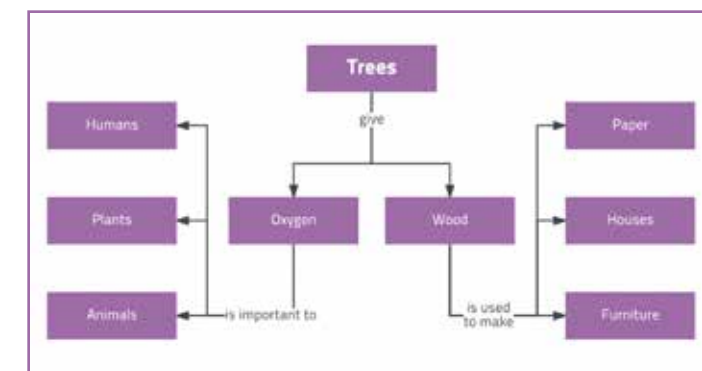 Trees
give
Humans
Paper
Plants
Oxygen
Wood
Houses
Animals
is important to
is used
to make
Furniture